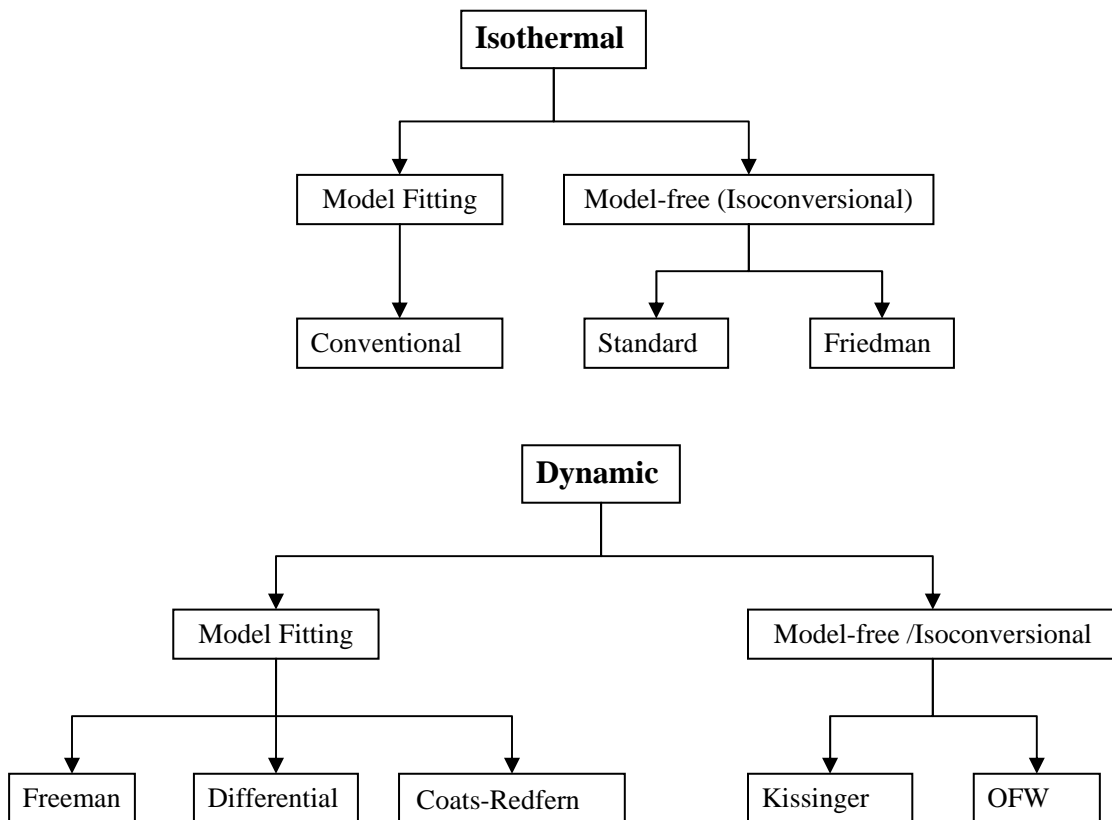 Isothermal
Model Fitting
Model-free (Isoconversional)
Conventional
Standard
Friedman
Dynamic
Model Fitting
Model-free /Isoconversional
Freeman
Differential
Coats-Redfern
Kissinger
OFW